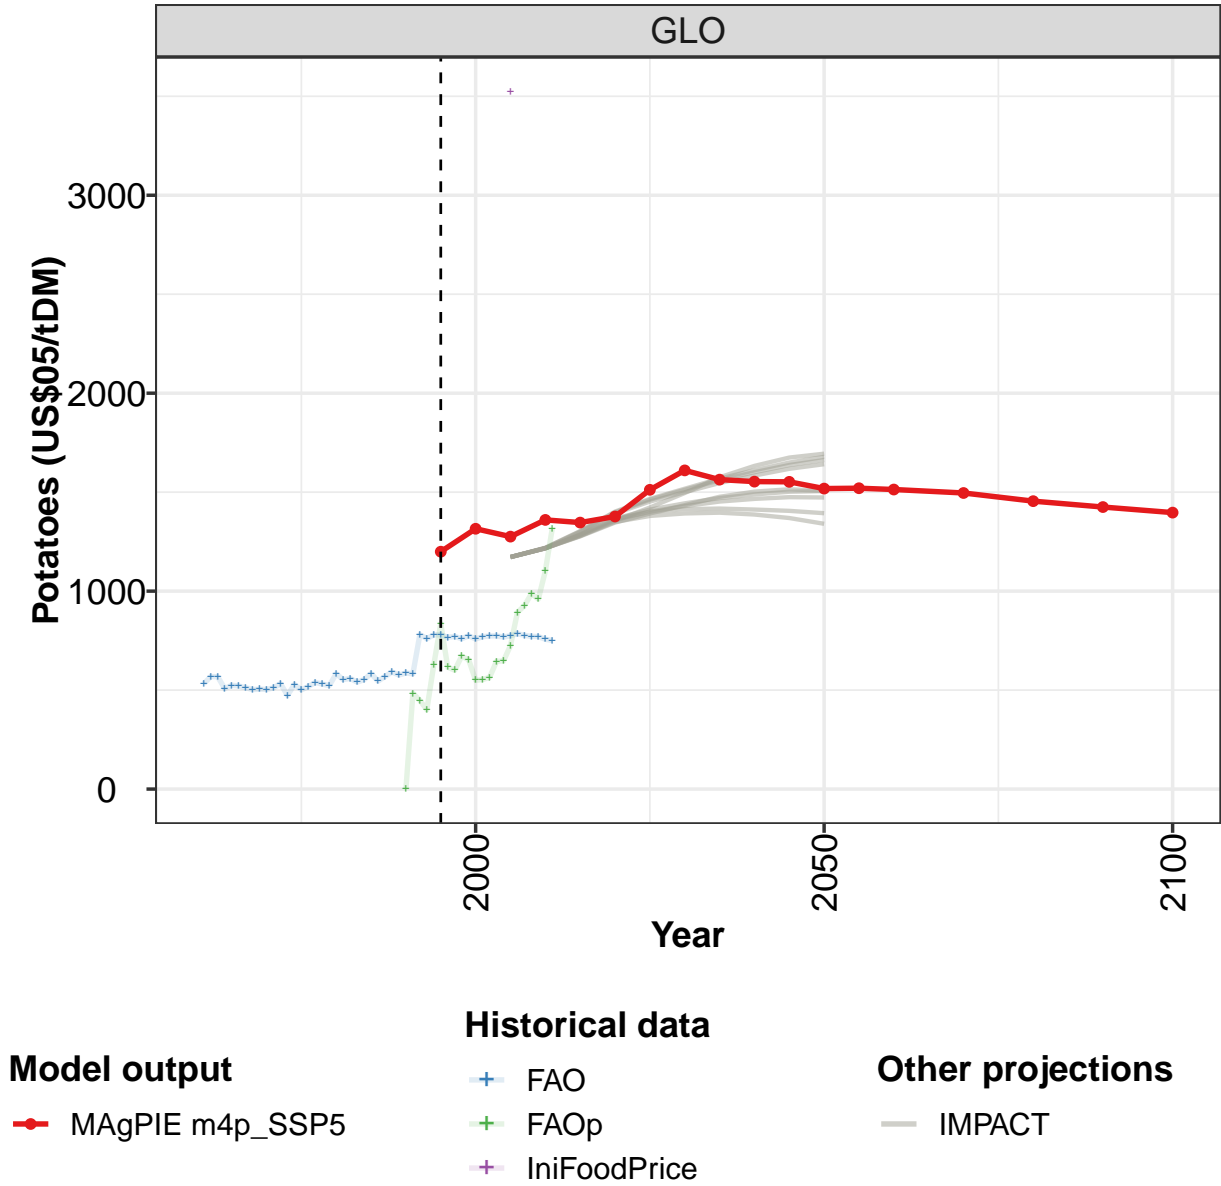 GLO
Potatoes (US$05/tDM)
3000
2000
1000
0
2000
2050
2100
Year
Model output
MAgPIE m4p_SSP5
Historical data
FAO
FAOp
IniFoodPrice
Other projections
IMPACT